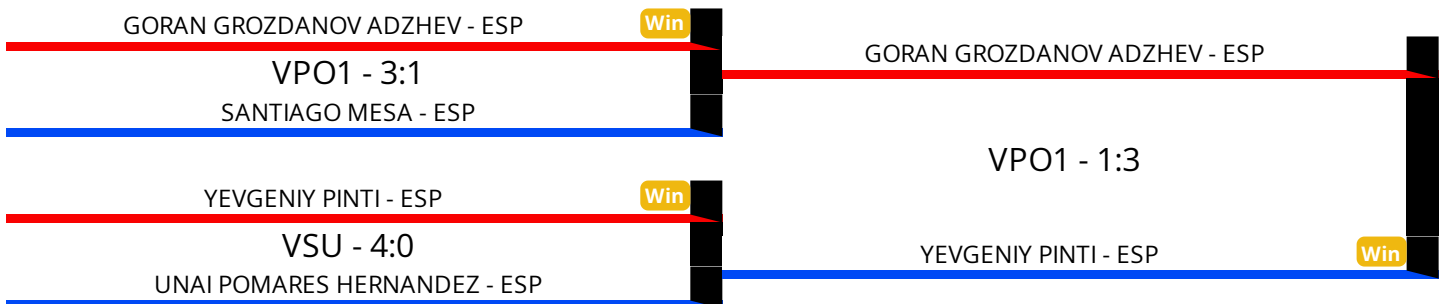 GORAN GROZDANOV ADZHEV - ESP
Win
VPO1 - 3:1
SANTIAGO MESA - ESP
YEVGENIY PINTI - ESP
Win
VSU - 4:0
UNAI POMARES HERNANDEZ - ESP
GORAN GROZDANOV ADZHEV - ESP
VPO1 - 1:3
YEVGENIY PINTI - ESP
Win